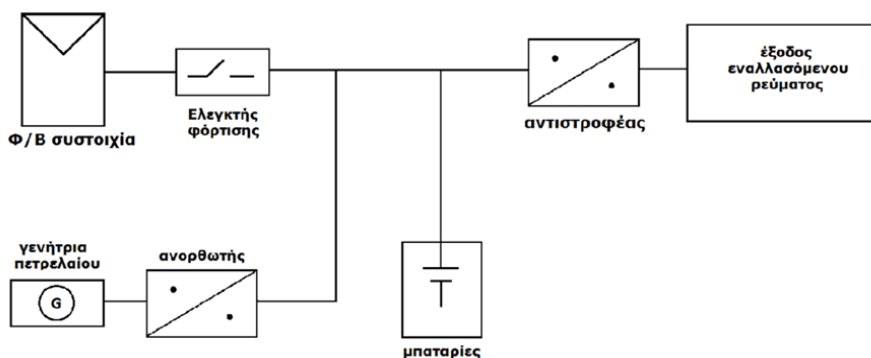 Φ/Β συστοιχία
Ελεγκτής
φόρτισης
αντιστροφέας
έξοδος
εναλλασόμενου
ρεύματος
γενήτρια
πετρελαίου
G
ανορθωτής
μπαταρίες